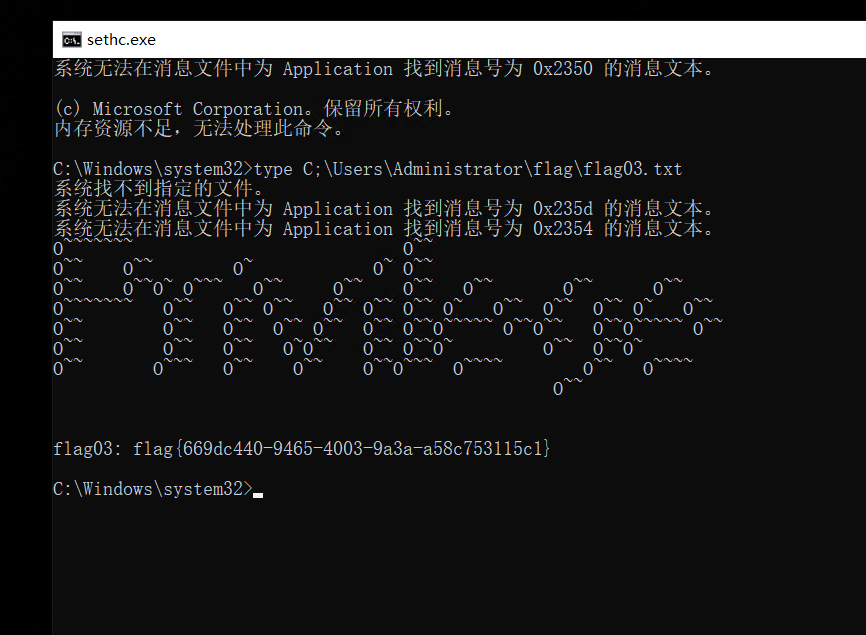 sethc.exe
系统无法在消息文件中为 Application 找到消息号为 0x2350 的消息文本。
(c) Microsoft Corporation。保留所有权利。
内存资源不足，无法处理此命令。
C:\Windows\system32>type C;\Users\Administrator\flag\flag03.txt
系统找不到指定的文件。
系统无法在消息文件中为 Application 找到消息号为 0x235d 的消息文本。
系统无法在消息文件中为 Application 找到消息号为 0x2354 的消息文本。
Privilege
flag03: flag{669dc440-9465-4003-9a3a-a58c753115c1}
C:\Windows\system32>